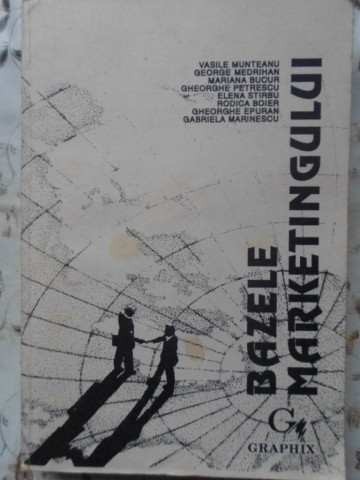 VASILE MUNTEANU
GEORGE MEDRIHAN
MARIANA BUCUR
GHEORGHE PETRESCU
ELENA STIRBU
RODICA BOIER
GHEORGHE EPURAN
GABRIELA MARINESCU
BAZELE
MARKETINGULUI
G
GRAPHIX